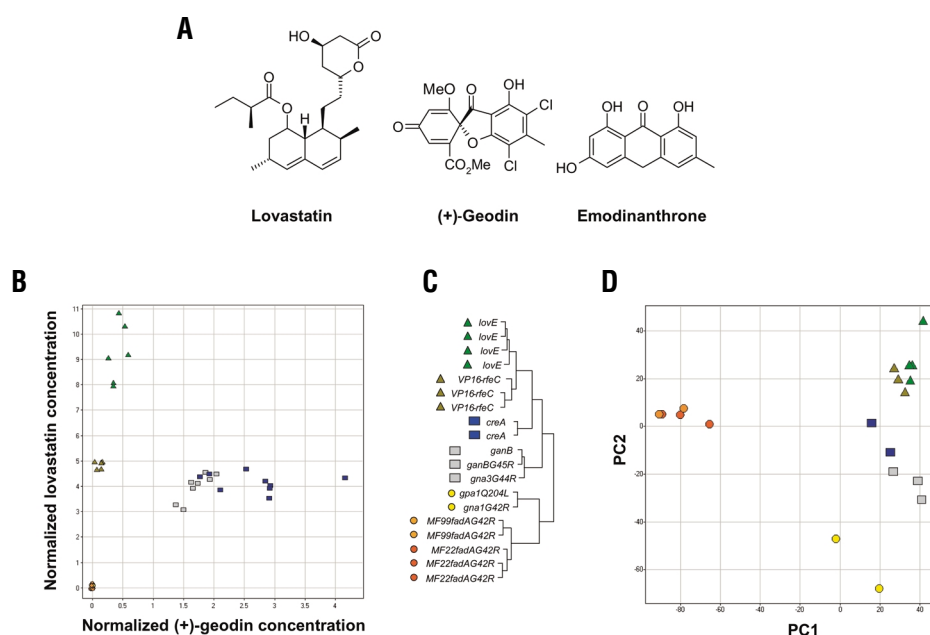 A
HO
O
O
O
O
H
Lovastatin
MeO
O
OH
Cl
O
O
CO2Me
Cl
(+)-Geodin
OH
O
OH
HO
Emodinanthrone
B
Normalized lovastatin concentration
11
10
9
8
7
6
5
4
3
2
1
0
0
0.5
1
1.5
2
2.5
3
3.5
4
Normalized (+)-geodin concentration
C
lovE
lovE
lovE
lovE
VP16-rfeC
VP16-rfeC
VP16-rfeC
creA
creA
ganB
ganBG45R
gna3G44R
gpa1Q204L
gna1G42R
MF99fadAG42R
MF99fadAG42R
MF22fadAG42R
MF22fadAG42R
MF22fadAG42R
D
PC2
40
20
0
-20
-40
-60
-80
-60
-40
-20
0
20
40
PC1